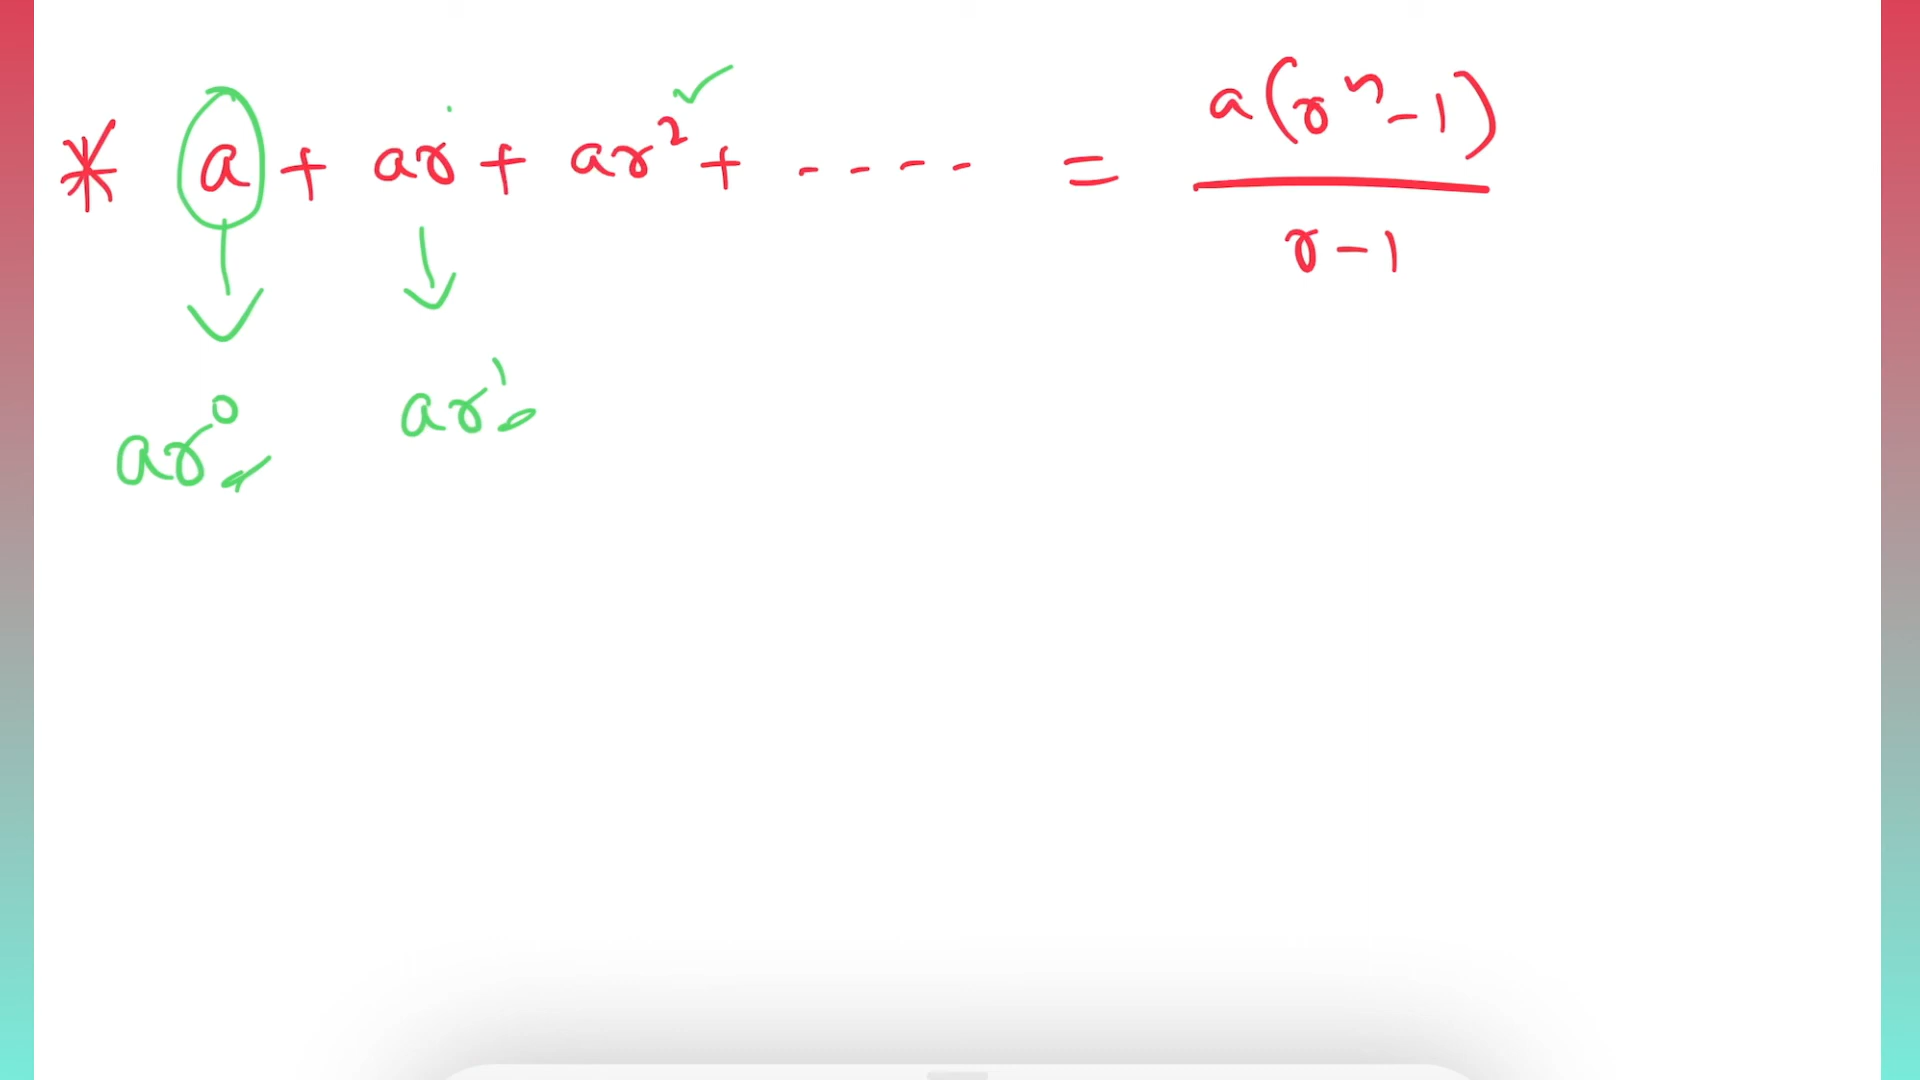 * a + ar + ar² + ---- = a(rⁿ-1) / r-1
ar⁰ ar¹